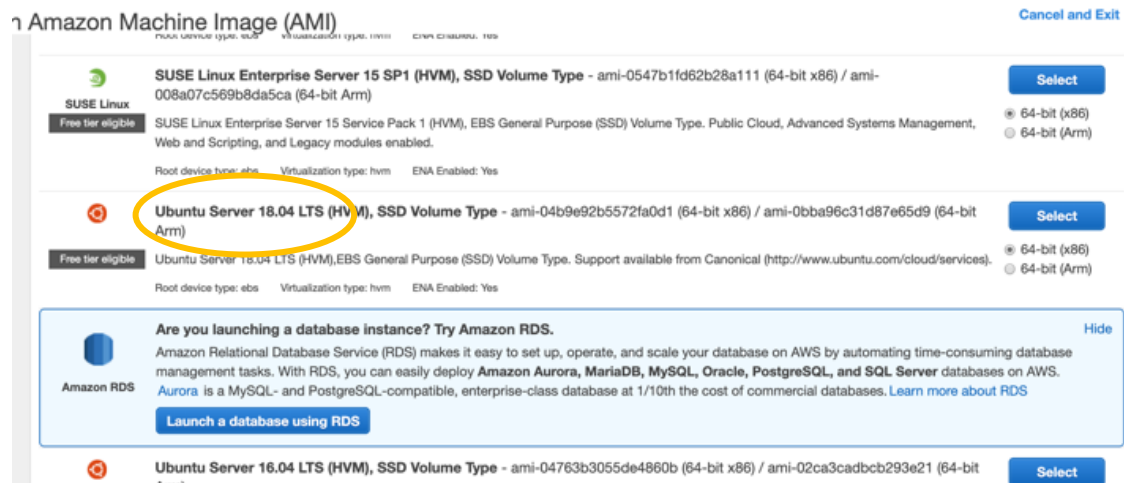 n Amazon Machine Image (AMI)
Cancel and Exit
Root device type: ebs Virtualization type: hvm ENA Enabled: Yes
SUSE Linux Enterprise Server 15 SP1 (HVM), SSD Volume Type - ami-0547b1fd62b28a111 (64-bit x86) / ami-
008a07c569b8da5ca (64-bit Arm)
Select
SUSE Linux
Free tier eligible
SUSE Linux Enterprise Server 15 Service Pack 1 (HVM), EBS General Purpose (SSD) Volume Type. Public Cloud, Advanced Systems Management,
Web and Scripting, and Legacy modules enabled.
64-bit (x86)
64-bit (Arm)
Root device type: ebs Virtualization type: hvm ENA Enabled: Yes
Ubuntu Server 18.04 LTS (HVM), SSD Volume Type - ami-04b9e92b5572fa0d1 (64-bit x86) / ami-0bba96c31d87e65d9 (64-bit
Arm)
Select
Free tier eligible
Ubuntu Server 18.04 LTS (HVM),EBS General Purpose (SSD) Volume Type. Support available from Canonical (http://www.ubuntu.com/cloud/services).
64-bit (x86)
64-bit (Arm)
Root device type: ebs Virtualization type: hvm ENA Enabled: Yes
Are you launching a database instance? Try Amazon RDS.
Hide
Amazon RDS
Amazon Relational Database Service (RDS) makes it easy to set up, operate, and scale your database on AWS by automating time-consuming database
management tasks. With RDS, you can easily deploy Amazon Aurora, MariaDB, MySQL, Oracle, PostgreSQL, and SQL Server databases on AWS.
Aurora is a MySQL- and PostgreSQL-compatible, enterprise-class database at 1/10th the cost of commercial databases. Learn more about RDS
Launch a database using RDS
Ubuntu Server 16.04 LTS (HVM), SSD Volume Type - ami-04763b3055de4860b (64-bit x86) / ami-02ca3cadbcb293e21 (64-bit
Select